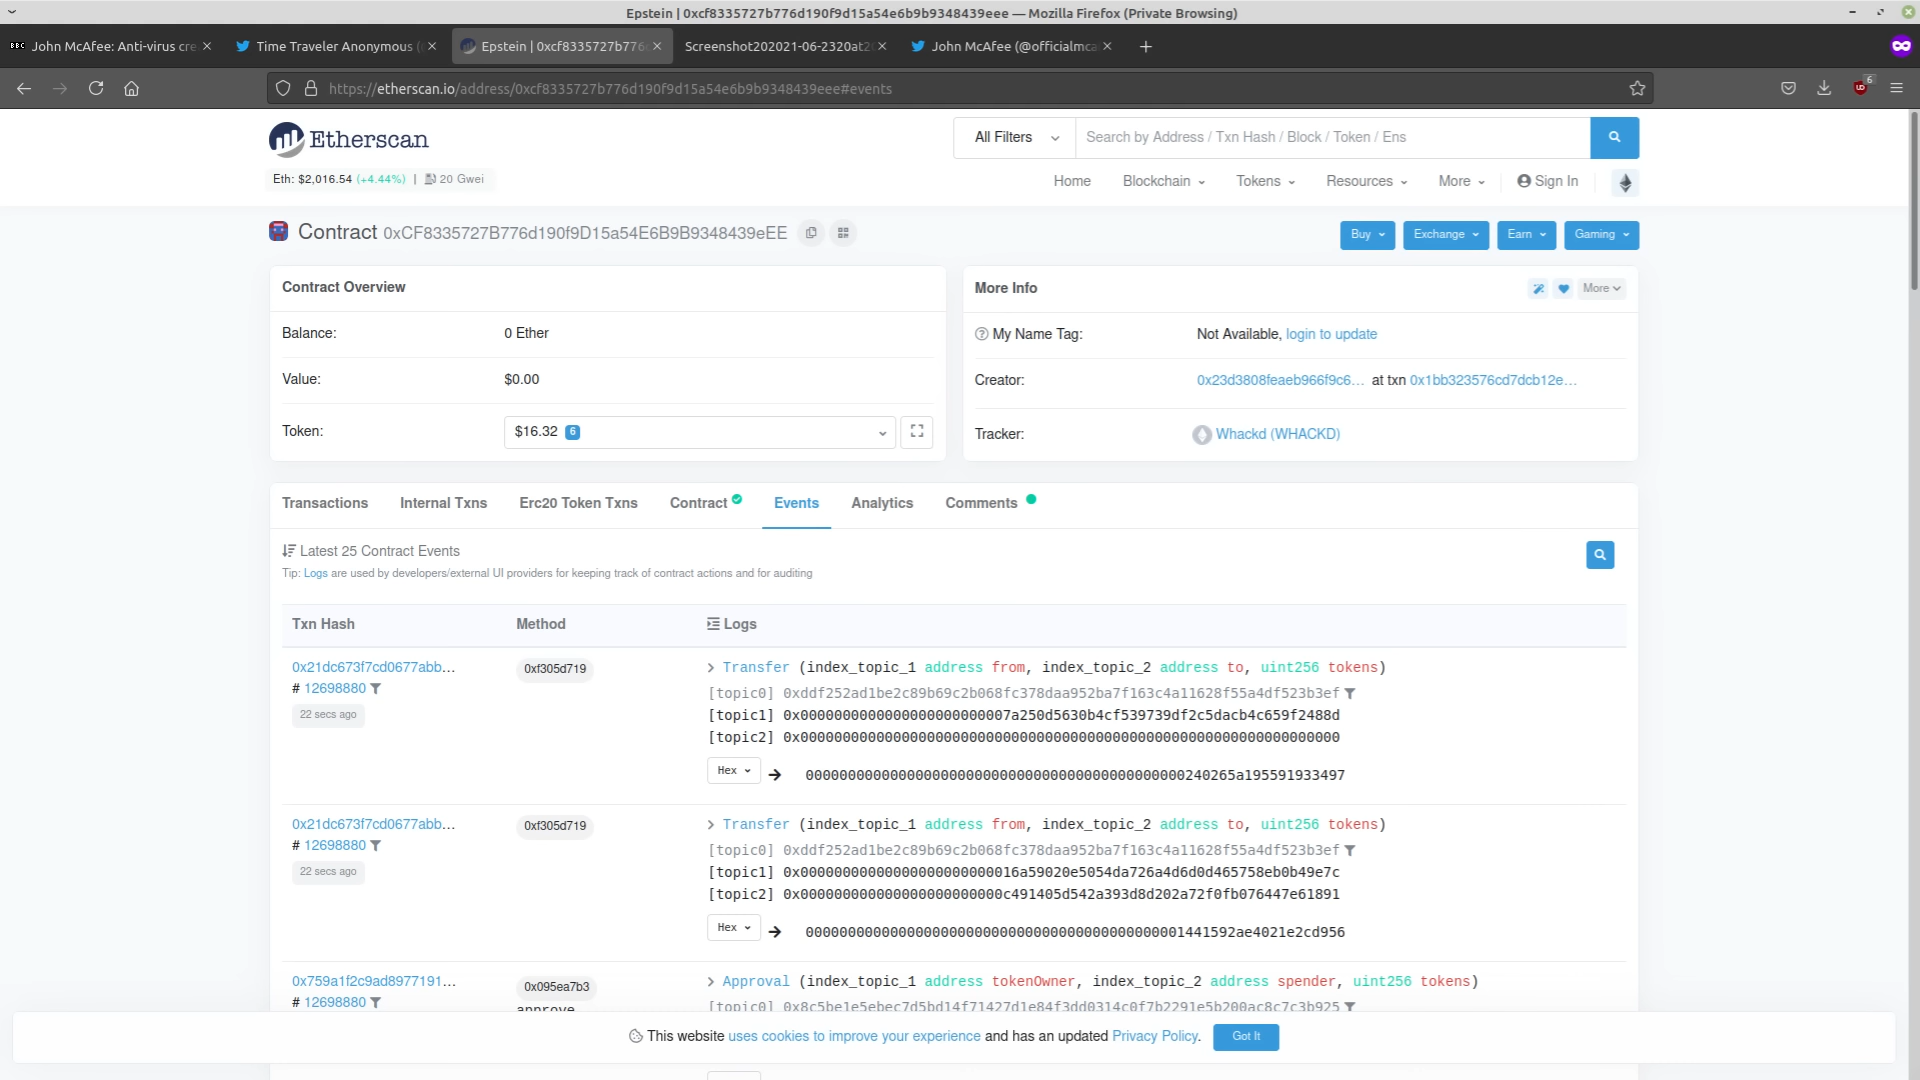 Epstein | 0xcf8335727b776d190f9d15a54e6b9b9348439eee — Mozilla Firefox (Private Browsing)
BBC John McAfee: Anti-virus cre
Time Traveler Anonymous (
Epstein | 0xcf8335727b776
Screenshot202021-06-2320at2
John McAfee (@officialmca
https://etherscan.io/address/0xcf8335727b776d190f9d15a54e6b9b9348439eee#events
6
Etherscan
All Filters
Search by Address / Txn Hash / Block / Token / Ens
Eth: $2,016.54 (+4.44%) | 20 Gwei
Home Blockchain Tokens Resources More Sign In
Contract 0xCF8335727B776d190f9D15a54E6B9B9348439eEE
Buy Exchange Earn Gaming
Contract Overview
Balance: 0 Ether
Value: $0.00
Token: $16.32 6
More Info
More
My Name Tag: Not Available, login to update
Creator: 0x23d3808feaeb966f9c6... at txn 0x1bb323576cd7dcb12e...
Tracker: Whackd (WHACKD)
Transactions Internal Txns Erc20 Token Txns Contract Events Analytics Comments
Latest 25 Contract Events
Tip: Logs are used by developers/external UI providers for keeping track of contract actions and for auditing
Txn Hash Method Logs
0x21dc673f7cd0677abb... 0xf305d719 > Transfer (index_topic_1 address from, index_topic_2 address to, uint256 tokens)
# 12698880
22 secs ago
[topic0] 0xddf252ad1be2c89b69c2b068fc378daa952ba7f163c4a11628f55a4df523b3ef
[topic1] 0x0000000000000000000000007a250d5630b4cf539739df2c5dacb4c659f2488d
[topic2] 0x0000000000000000000000000000000000000000000000000000000000000000
Hex → 000000000000000000000000000000000000000000000240265a195591933497
0x21dc673f7cd0677abb... 0xf305d719 > Transfer (index_topic_1 address from, index_topic_2 address to, uint256 tokens)
# 12698880
22 secs ago
[topic0] 0xddf252ad1be2c89b69c2b068fc378daa952ba7f163c4a11628f55a4df523b3ef
[topic1] 0x00000000000000000000000016a59020e5054da726a4d6d0d465758eb0b49e7c
[topic2] 0x000000000000000000000000c491405d542a393d8d202a72f0fb076447e61891
Hex → 000000000000000000000000000000000000000000001441592ae4021e2cd956
0x759a1f2c9ad8977191... 0x095ea7b3 > Approval (index_topic_1 address tokenOwner, index_topic_2 address spender, uint256 tokens)
# 12698880
approve
[topic0] 0x8c5be1e5ebec7d5bd14f71427d1e84f3dd0314c0f7b2291e5b200ac8c7c3b925
This website uses cookies to improve your experience and has an updated Privacy Policy.
Got It